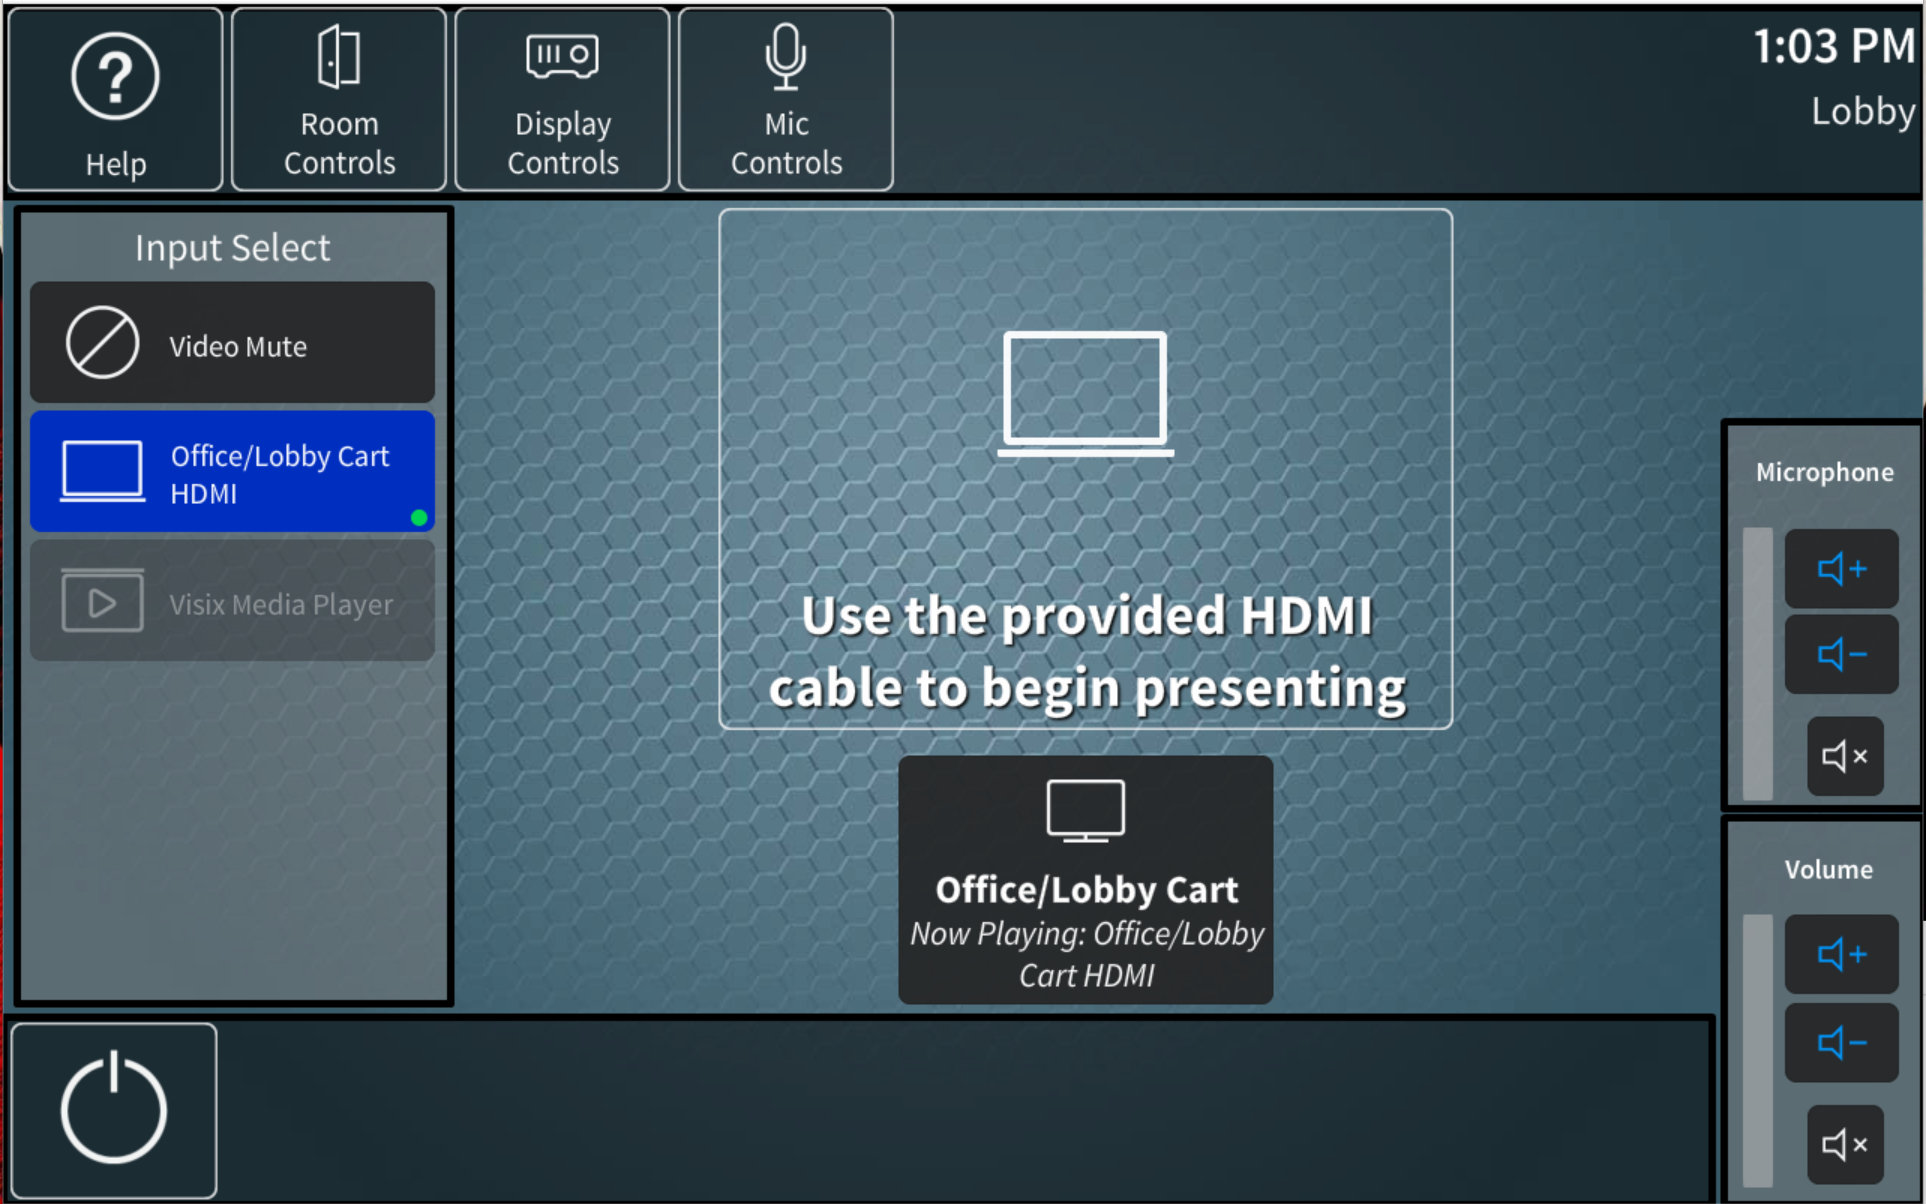 Help
Room
Controls
Display
Controls
Mic
Controls
1:03 PM
Lobby
Input Select
Video Mute
Office/Lobby Cart
HDMI
Visix Media Player
Use the provided HDMI
cable to begin presenting
Office/Lobby Cart
Now Playing: Office/Lobby
Cart HDMI
Microphone
Volume